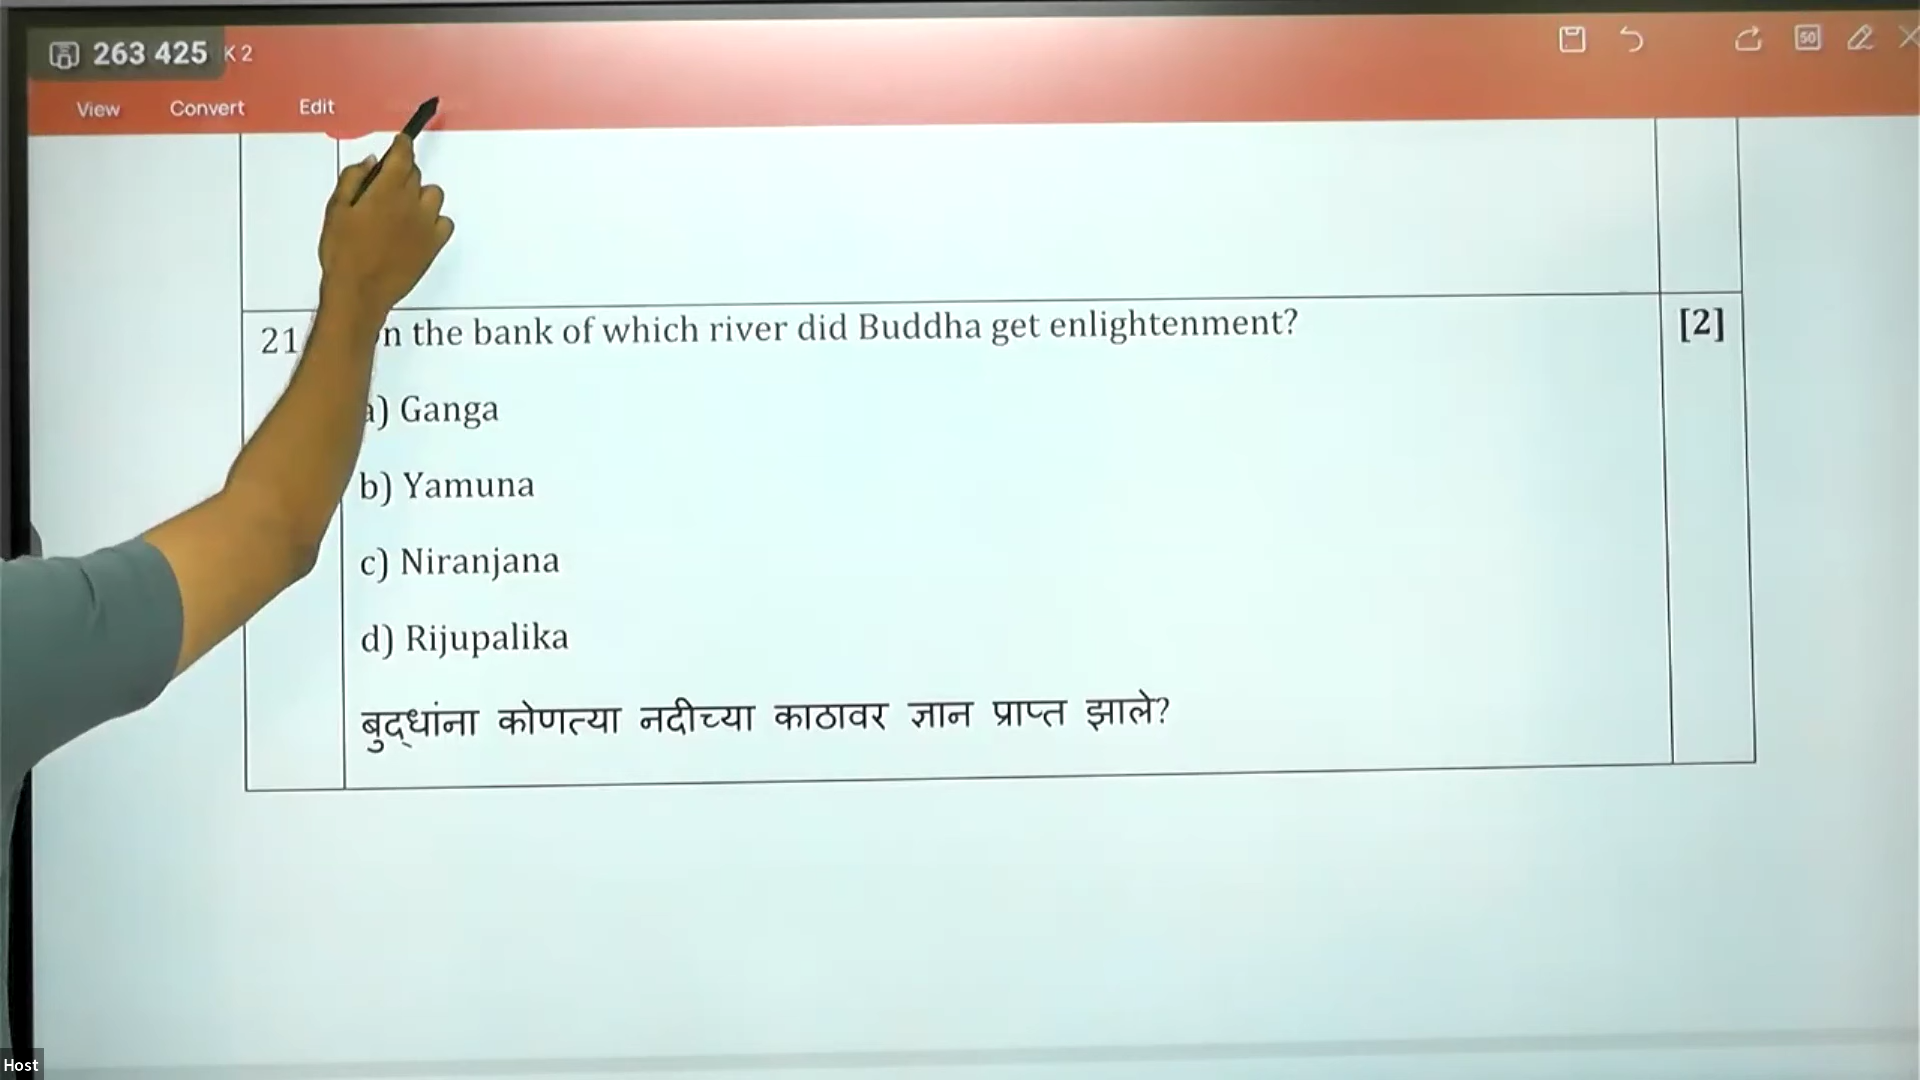 263 425 K 2
View Convert Edit
21 n the bank of which river did Buddha get enlightenment? [2]
a) Ganga
b) Yamuna
c) Niranjana
d) Rijupalika
बुद्धांना कोणत्या नदीच्या काठावर ज्ञान प्राप्त झाले?
Host